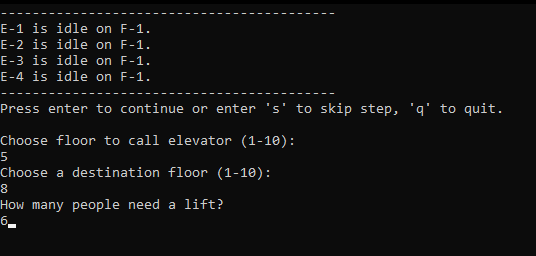 ------------------------------------------
E-1 is idle on F-1.
E-2 is idle on F-1.
E-3 is idle on F-1.
E-4 is idle on F-1.
------------------------------------------
Press enter to continue or enter 's' to skip step, 'q' to quit.
Choose floor to call elevator (1-10):
5
Choose a destination floor (1-10):
8
How many people need a lift?
6